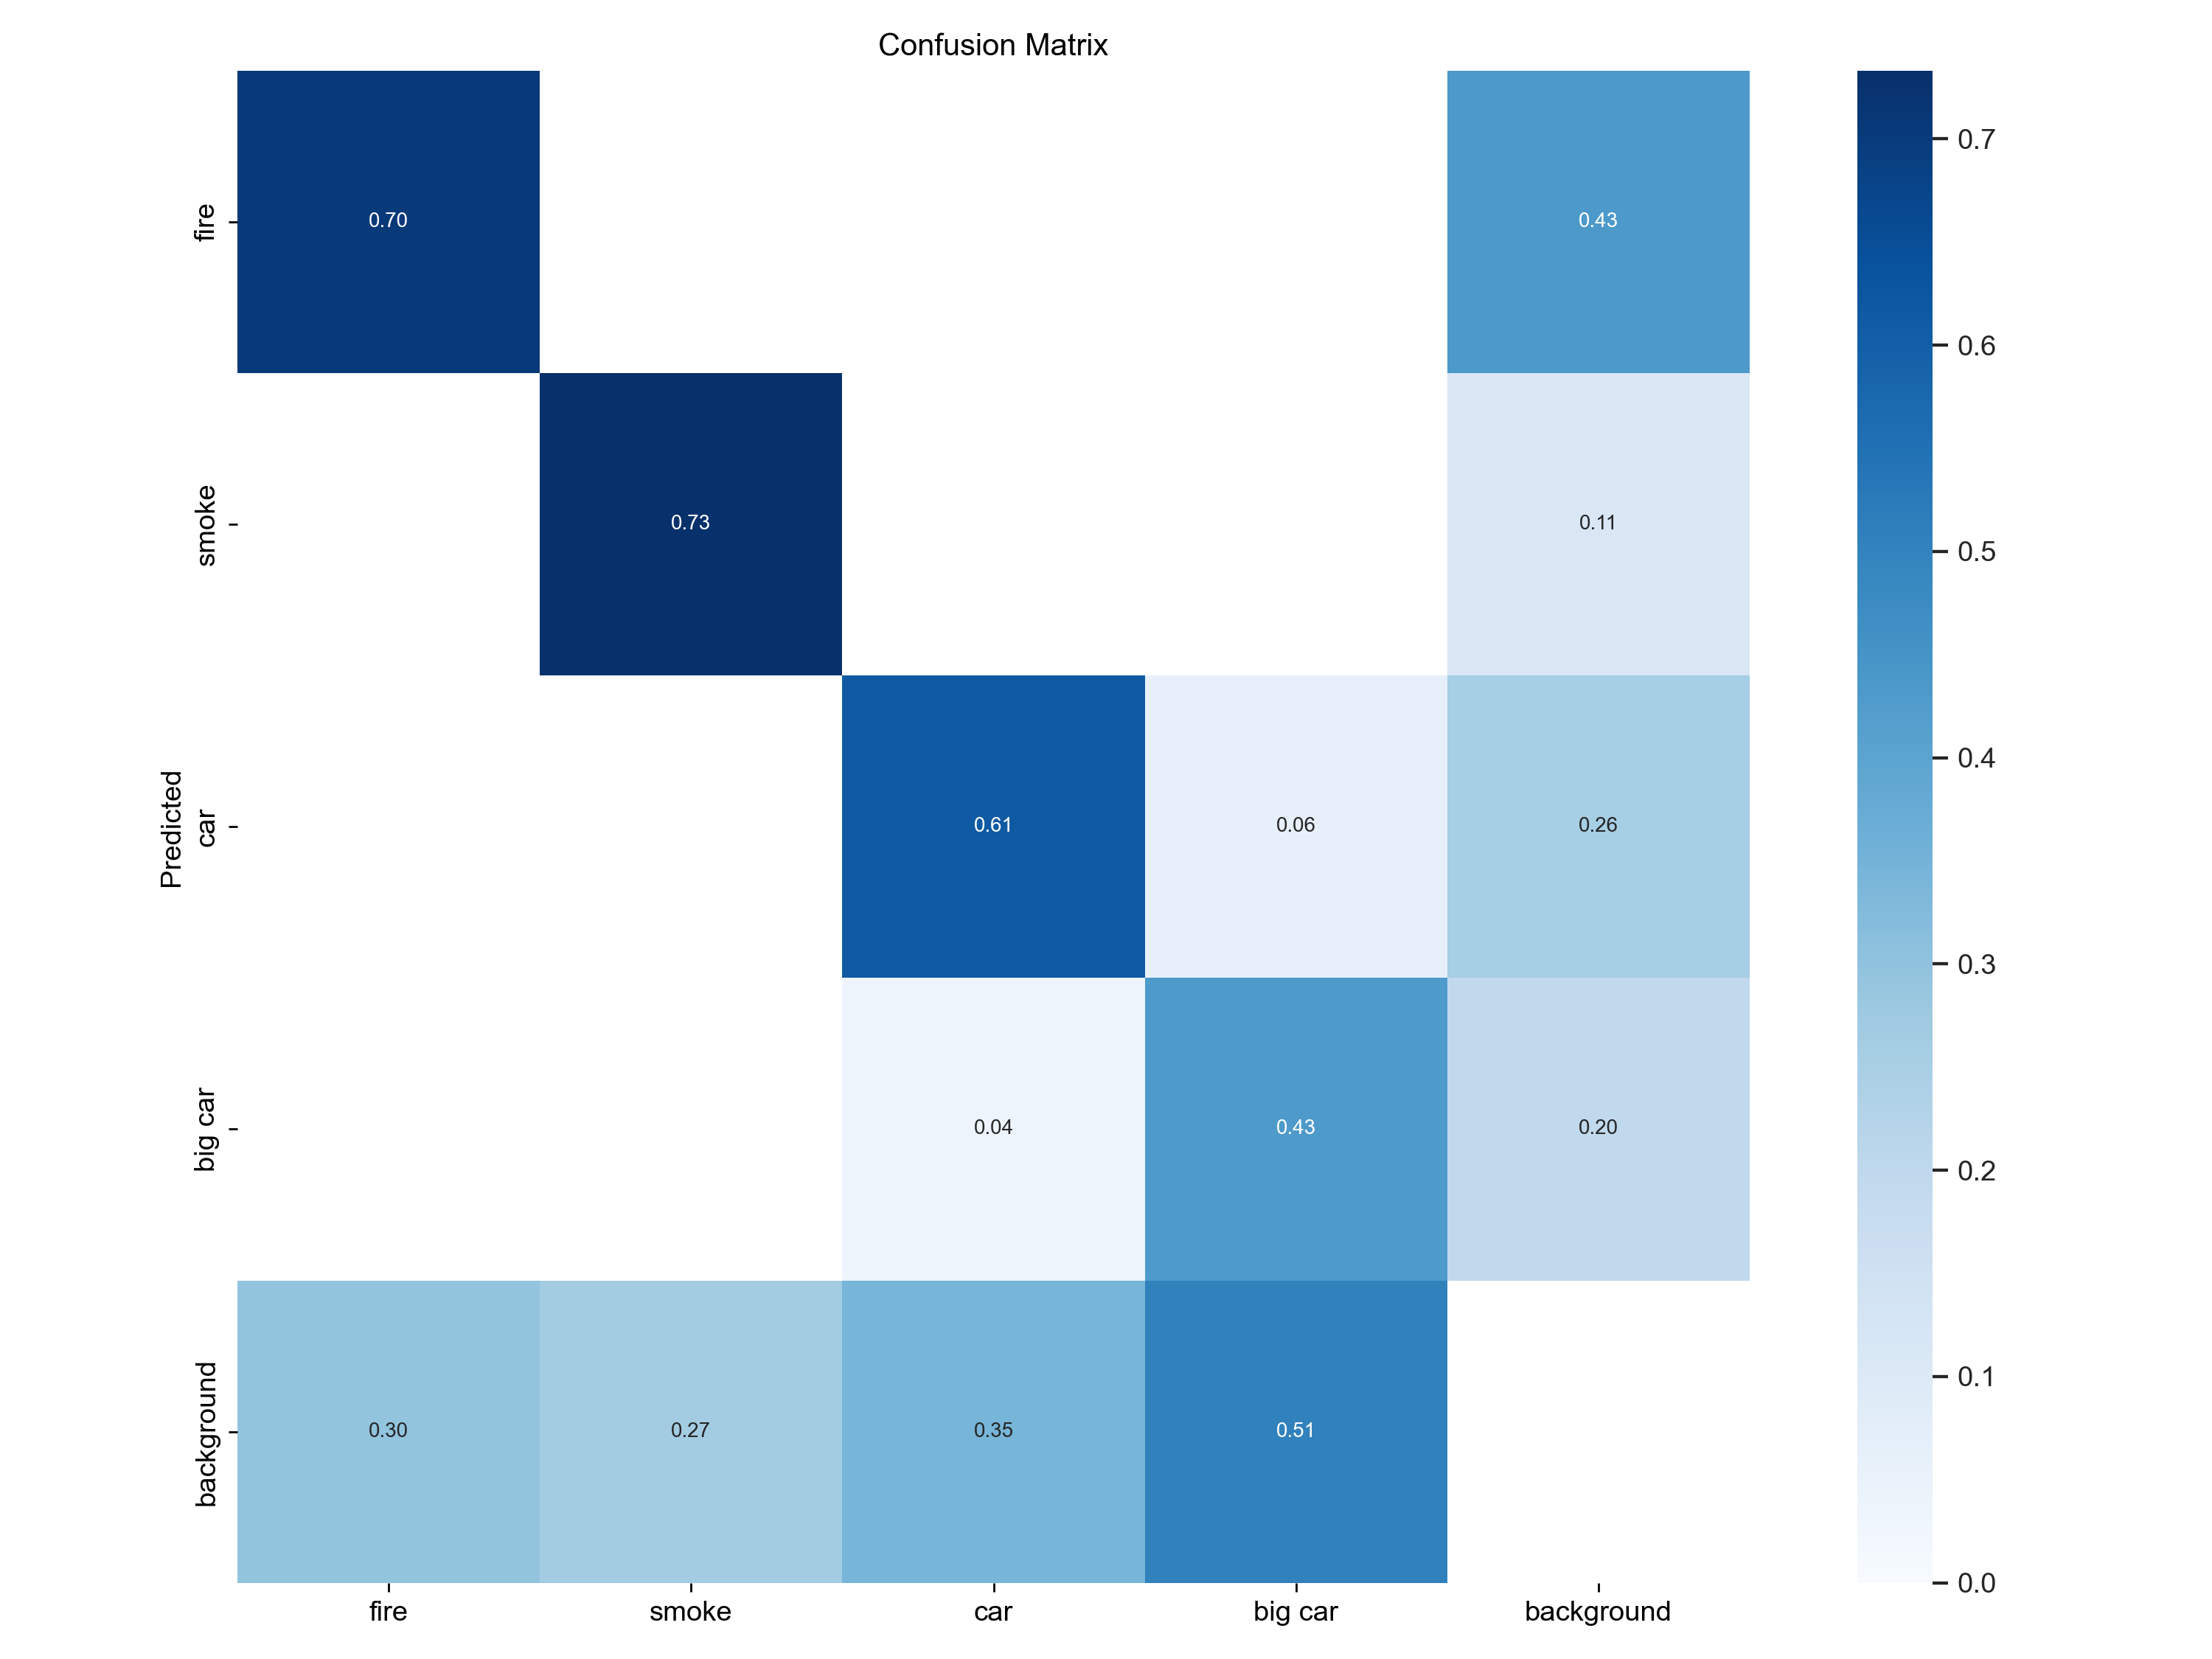 Confusion Matrix
Predicted
fire
0.70
0.43
smoke
0.73
0.11
car
0.61
0.06
0.26
big car
0.04
0.43
0.20
background
0.30
0.27
0.35
0.51
fire
smoke
car
big car
background
0.7
0.6
0.5
0.4
0.3
0.2
0.1
0.0